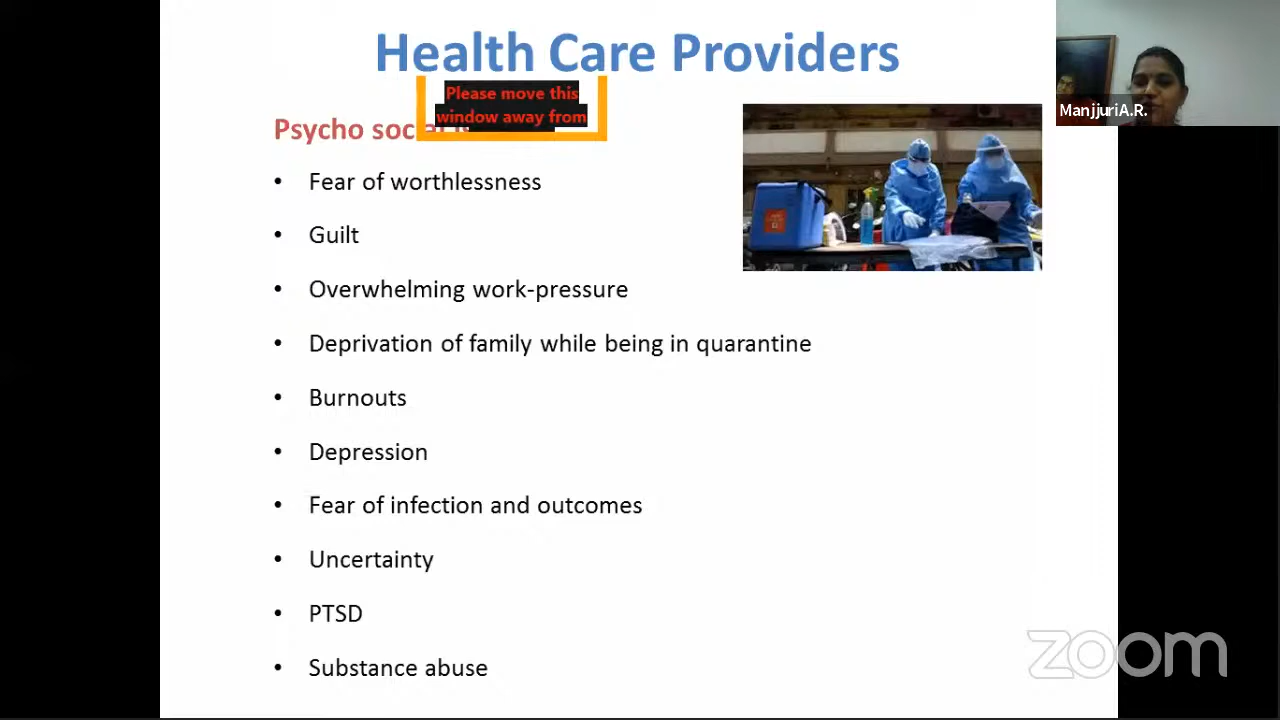 Health Care Providers
Please move this
window away from
Psycho social
• Fear of worthlessness
• Guilt
• Overwhelming work-pressure
• Deprivation of family while being in quarantine
• Burnouts
• Depression
• Fear of infection and outcomes
• Uncertainty
• PTSD
• Substance abuse
ManjjuriA.R.
zoom